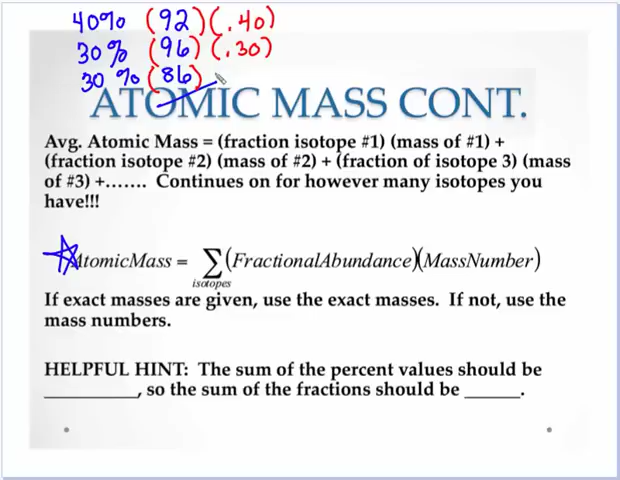 40% (92)(.40)
30% (96)(.30)
30% (86)
ATOMIC MASS CONT.
Avg. Atomic Mass = (fraction isotope #1) (mass of #1) +
(fraction isotope #2) (mass of #2) + (fraction of isotope 3) (mass
of #3) +……. Continues on for however many isotopes you
have!!!
AtomicMass = ∑(FractionalAbundance)(MassNumber)
isotopes
If exact masses are given, use the exact masses. If not, use the
mass numbers.
HELPFUL HINT: The sum of the percent values should be
__________, so the sum of the fractions should be ______.